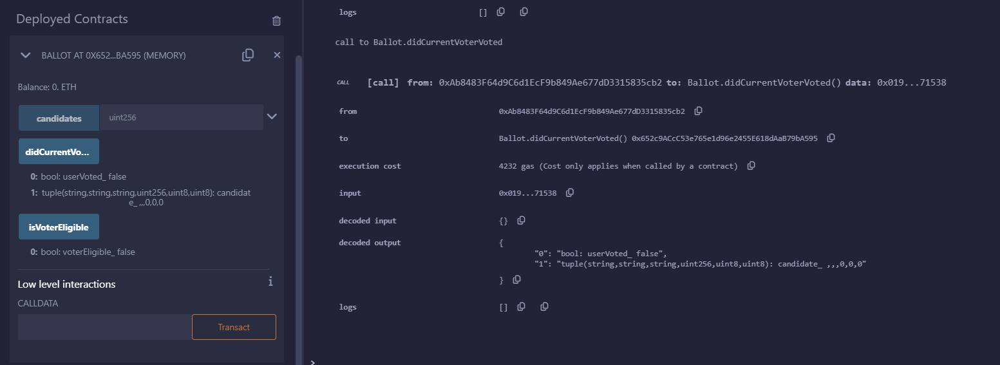 Deployed Contracts
BALLOT AT 0X652...BA595 (MEMORY)
Balance: 0. ETH
candidates
uint256
didCurrentVo...
0: bool: userVoted_ false
1: tuple(string,string,string,uint256,uint8,uint8): candidat
e_ ,,,0,0,0
isVoterEligible
0: bool: voterEligible_ false
Low level interactions
i
CALLDATA
Transact
logs []
call to Ballot.didCurrentVoterVoted
CALL [call] from: 0xAb8483F64d9C6d1EcF9b849Ae677dD3315835cb2 to: Ballot.didCurrentVoterVoted() data: 0x019...71538
from 0xAb8483F64d9C6d1EcF9b849Ae677dD3315835cb2
to Ballot.didCurrentVoterVoted() 0x652c9ACcC53e765e1d96e2455E618dAaB79bA595
execution cost 4232 gas (Cost only applies when called by a contract)
input 0x019...71538
decoded input {}
decoded output {
"0": "bool: userVoted_ false",
"1": "tuple(string,string,string,uint256,uint8,uint8): candidate_ ,,,0,0,0"
}
logs []
>